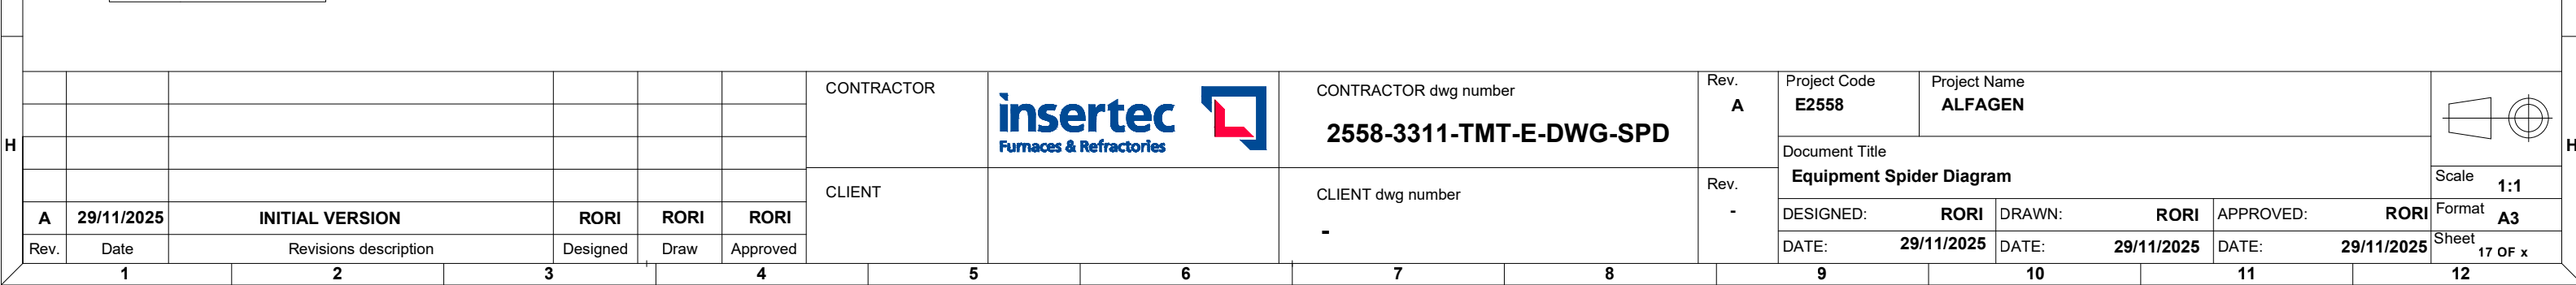 H
CONTRACTOR
insertec
Furnaces & Refractories
CONTRACTOR dwg number
2558-3311-TMT-E-DWG-SPD
Rev.
A
Project Code
E2558
Project Name
ALFAGEN
H
Document Title
Equipment Spider Diagram
CLIENT
CLIENT dwg number
-
Rev.
-
Scale
1:1
A 29/11/2025 INITIAL VERSION RORI RORI RORI
DESIGNED: RORI DRAWN: RORI APPROVED: RORI
Format
A3
Rev. Date Revisions description Designed Draw Approved
DATE: 29/11/2025 DATE: 29/11/2025 DATE: 29/11/2025
Sheet
17 OF x
1 2 3 4 5 6 7 8 9 10 11 12